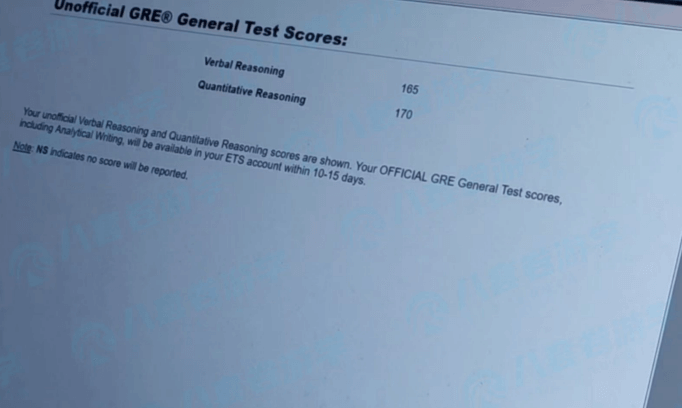 Unofficial GRE® General Test Scores:
Verbal Reasoning 165
Quantitative Reasoning 170
Your unofficial Verbal Reasoning and Quantitative Reasoning scores are shown. Your OFFICIAL GRE General Test scores,
including Analytical Writing, will be available in your ETS account within 10-15 days.
Note: NS indicates no score will be reported.